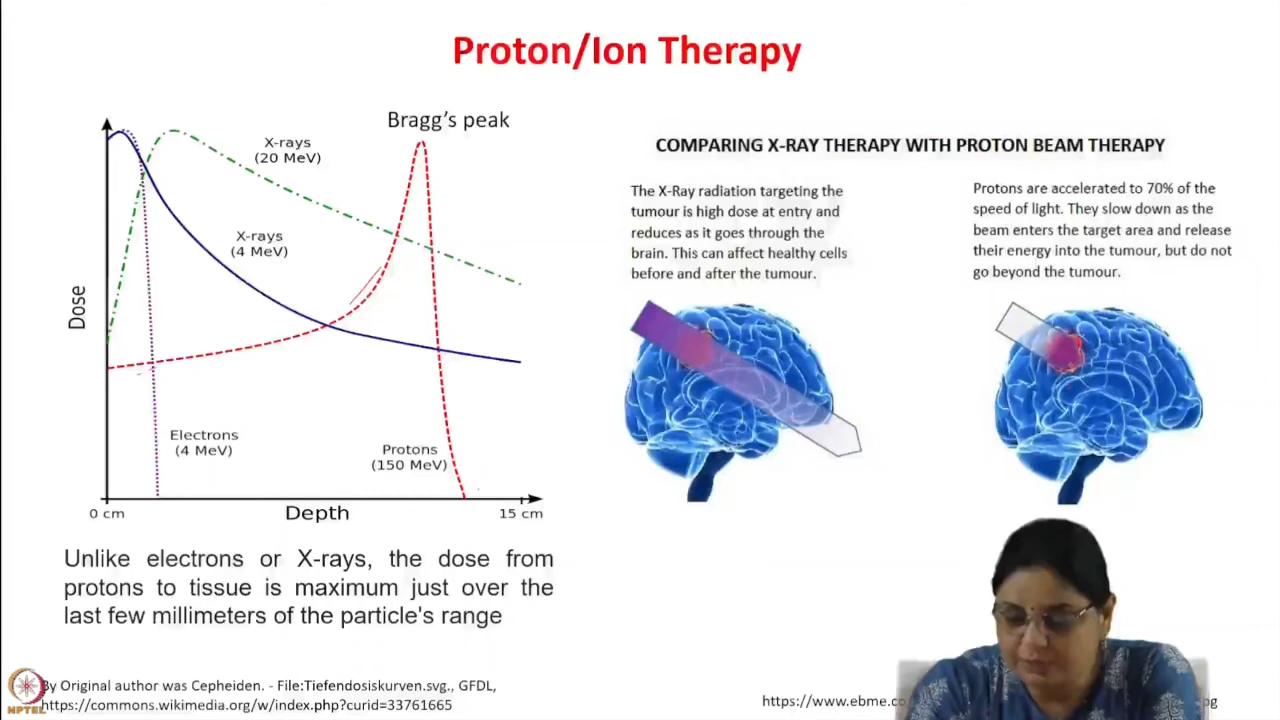 Proton/Ion Therapy
Bragg's peak
X-rays
(20 MeV)
X-rays
(4 MeV)
Dose
Electrons
(4 MeV)
Protons
(150 MeV)
0 cm
Depth
15 cm
Unlike electrons or X-rays, the dose from
protons to tissue is maximum just over the
last few millimeters of the particle's range
COMPARING X-RAY THERAPY WITH PROTON BEAM THERAPY
The X-Ray radiation targeting the
tumour is high dose at entry and
reduces as it goes through the
brain. This can affect healthy cells
before and after the tumour.
Protons are accelerated to 70% of the
speed of light. They slow down as the
beam enters the target area and release
their energy into the tumour, but do not
go beyond the tumour.
By Original author was Cepheiden. - File:Tiefendosiskurven.svg., GFDL,
https://commons.wikimedia.org/w/index.php?curid=33761665
https://www.ebme.co
pg
NPTEL